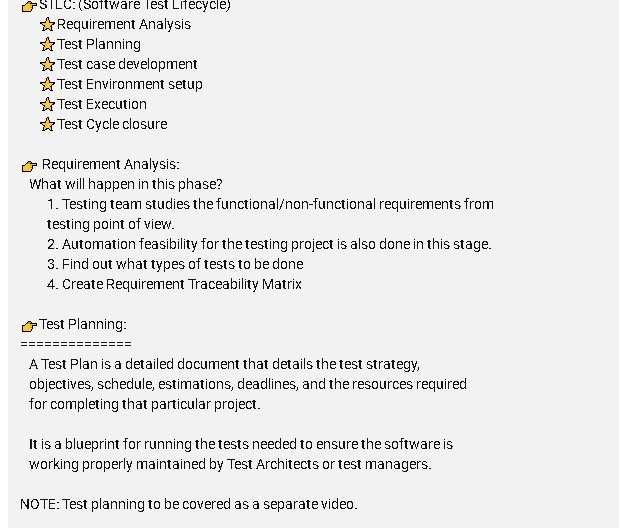 👉STLC: (Software Test Lifecycle)
⭐Requirement Analysis
⭐Test Planning
⭐Test case development
⭐Test Environment setup
⭐Test Execution
⭐Test Cycle closure
👉 Requirement Analysis:
What will happen in this phase?
1. Testing team studies the functional/non-functional requirements from
testing point of view.
2. Automation feasibility for the testing project is also done in this stage.
3. Find out what types of tests to be done
4. Create Requirement Traceability Matrix
👉Test Planning:
==============
A Test Plan is a detailed document that details the test strategy,
objectives, schedule, estimations, deadlines, and the resources required
for completing that particular project.
It is a blueprint for running the tests needed to ensure the software is
working properly maintained by Test Architects or test managers.
NOTE: Test planning to be covered as a separate video.